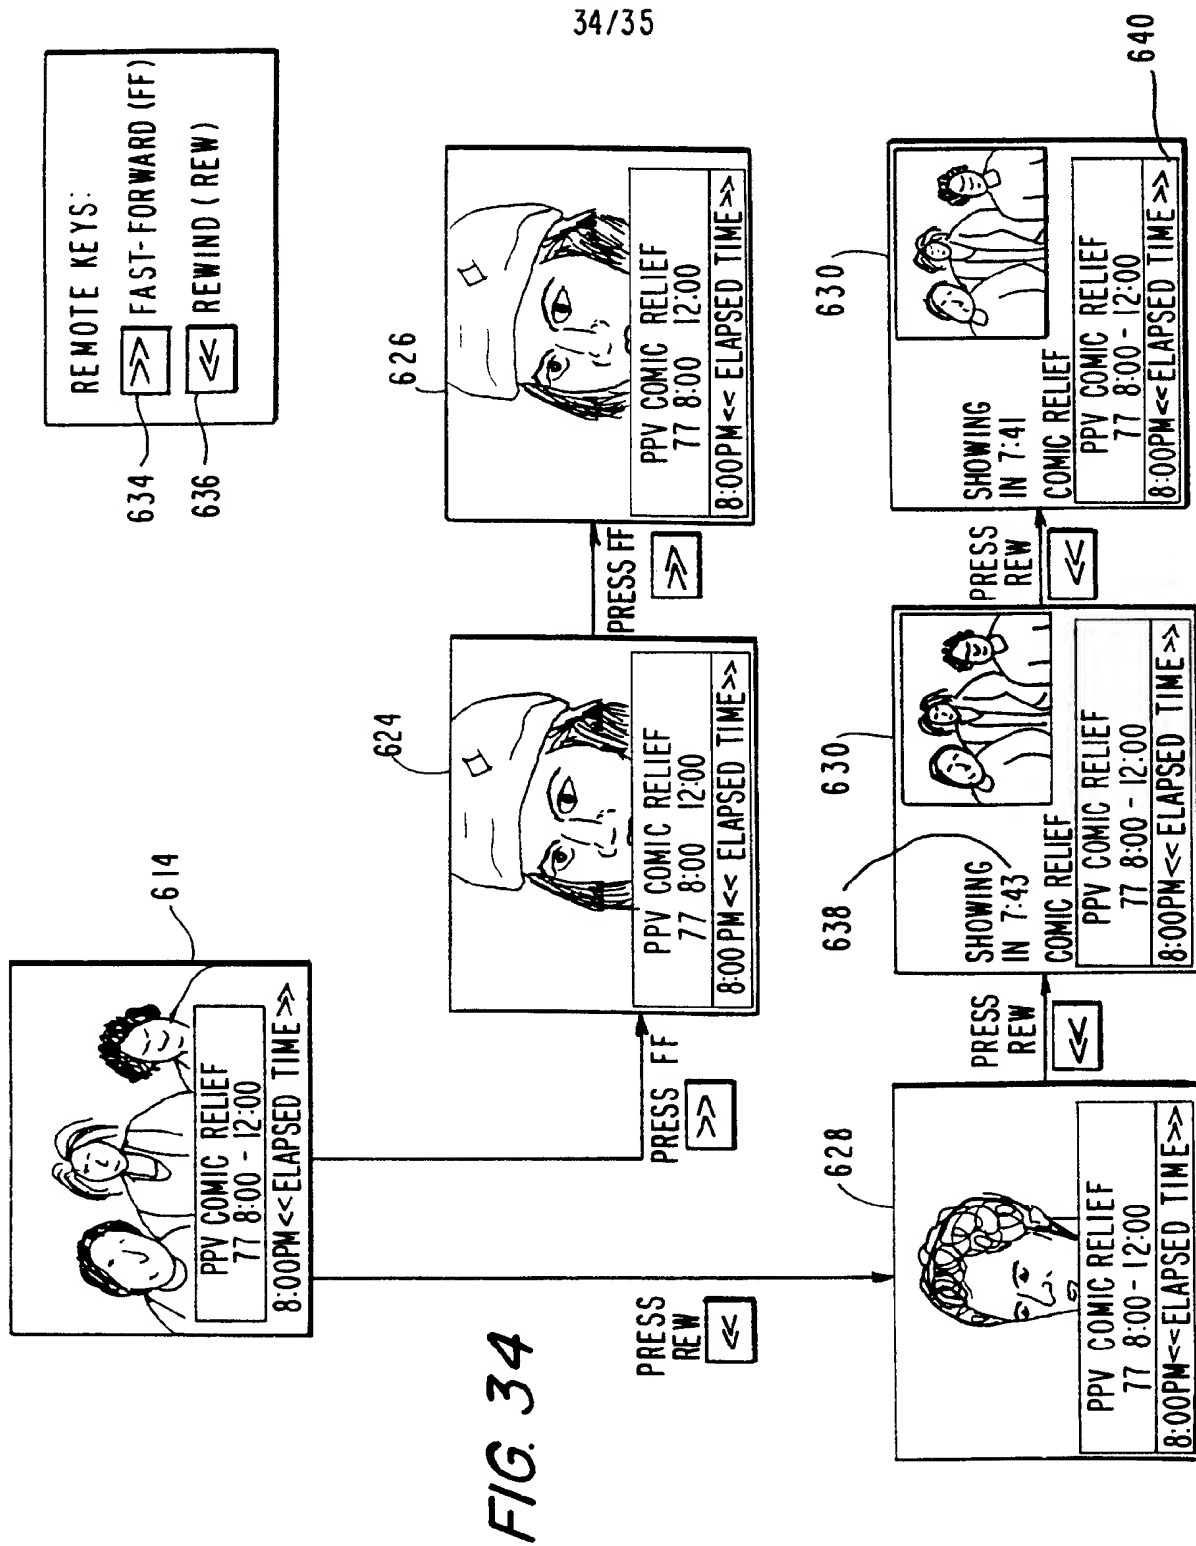 34/35
REMOTE KEYS:
>> FAST-FORWARD (FF)
<< REWIND (REW)
634
636
614
PPV COMIC RELIEF
77 8:00 - 12:00
8:00PM << ELAPSED TIME >>
PRESS FF
>>
624
PPV COMIC RELIEF
77 8:00 12:00
8:00PM << ELAPSED TIME >>
PRESS FF
>>
626
PPV COMIC RELIEF
77 8:00 12:00
8:00PM << ELAPSED TIME >>
PRESS
REW
<<
628
PPV COMIC RELIEF
77 8:00 - 12:00
8:00PM << ELAPSED TIME >>
PRESS
REW
<<
638
630
SHOWING
IN 7:43
COMIC RELIEF
PPV COMIC RELIEF
77 8:00 - 12:00
8:00PM << ELAPSED TIME >>
PRESS
REW
<<
630
SHOWING
IN 7:41
COMIC RELIEF
PPV COMIC RELIEF
77 8:00 - 12:00
8:00PM << ELAPSED TIME >>
640
FIG. 34